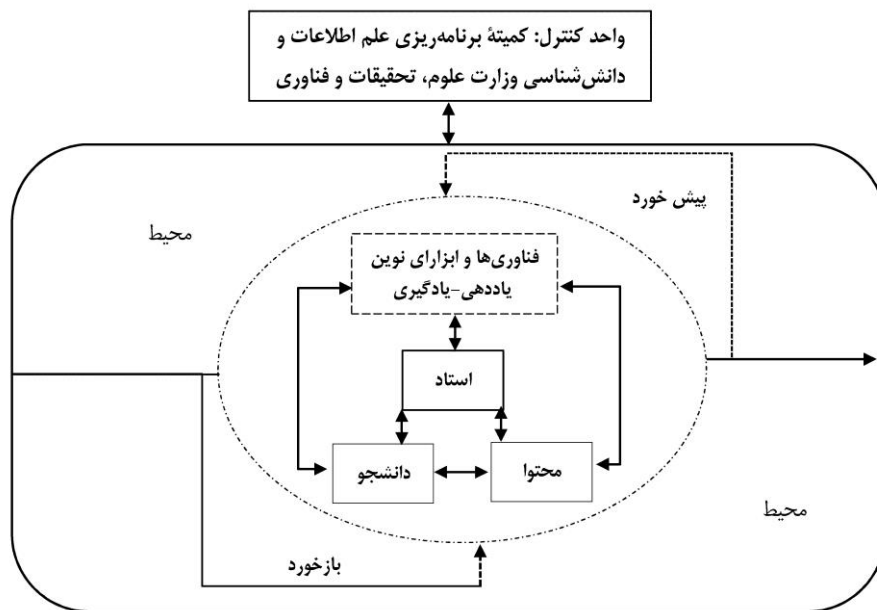 واحد کنترل: کمیتهٔ برنامه‌ریزی علم اطلاعات و
دانش‌شناسی وزارت علوم، تحقیقات و فناوری
پیش خورد
محیط
فناوری‌ها و ابزارای نوین
یاددهی-یادگیری
استاد
محتوا
دانشجو
محیط
بازخورد